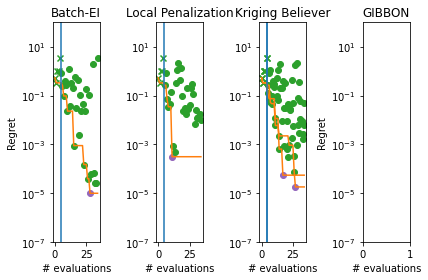 Batch-EI Local Penalization Kriging Believer GIBBON
Regret Regret
10^1 10^1 10^1 10^1
10^-1 10^-1 10^-1 10^-1
10^-3 10^-3 10^-3 10^-3
10^-5 10^-5 10^-5 10^-5
10^-7 10^-7 10^-7 10^-7
0 25 0 25 0 25 0 1
# evaluations # evaluations # evaluations # evaluations